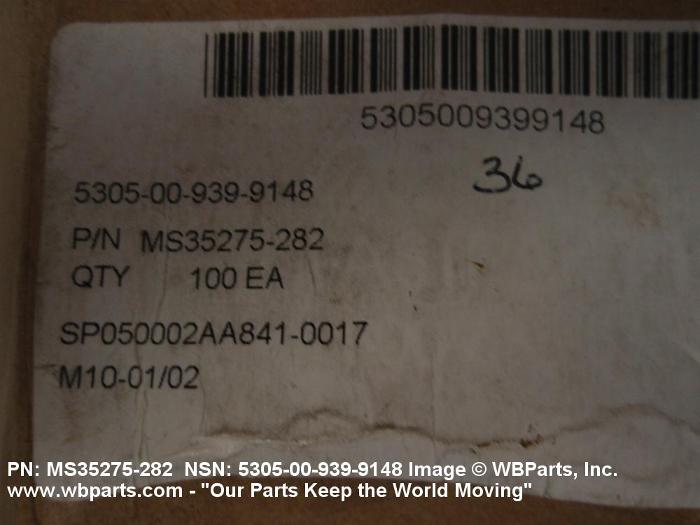 5305009399148
36
5305-00-939-9148
P/N MS35275-282
QTY 100 EA
SP050002AA841-0017
M10-01/02
PN: MS35275-282 NSN: 5305-00-939-9148 Image © WBParts, Inc.
www.wbparts.com - "Our Parts Keep the World Moving"